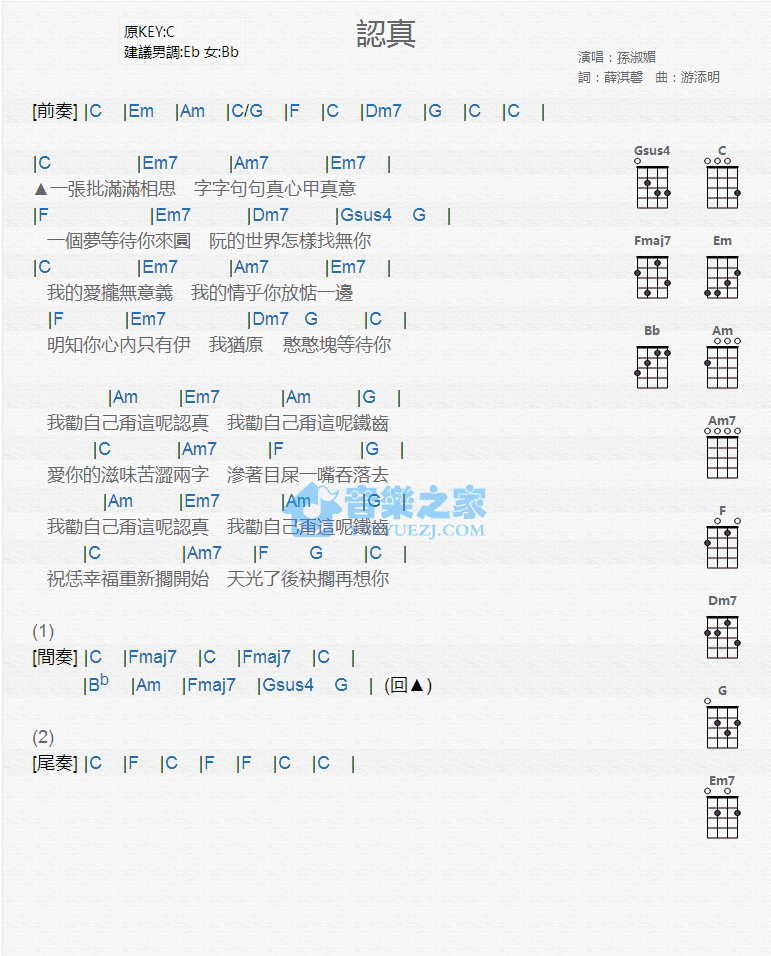 認真
原KEY:C
建議男調:Eb 女:Bb
演唱：孫淑媚
詞：薛淇馨　曲：游添明
[前奏] |C |Em |Am |C/G |F |C |Dm7 |G |C |C |
|C |Em7 |Am7 |Em7 |
▲一張批滿滿相思　字字句句真心甲真意
|F |Em7 |Dm7 |Gsus4 G |
一個夢等待你來圓　阮的世界怎樣找無你
|C |Em7 |Am7 |Em7 |
我的愛攏無意義　我的情乎你放惦一邊
|F |Em7 |Dm7 G |C |
明知你心內只有伊　我猶原　憨憨塊等待你
|Am |Em7 |Am |G |
我勸自己甭這呢認真　我勸自己甭這呢鐵齒
|C |Am7 |F |G |
愛你的滋味苦澀兩字　滲著目屎一嘴吞落去
|Am |Em7 |Am |G |
我勸自己甭這呢認真　我勸自己甭這呢鐵齒
|C |Am7 |F G |C |
祝恁幸福重新擱開始　天光了後袂擱再想你
(1)
[間奏] |C |Fmaj7 |C |Fmaj7 |C |
|Bb |Am |Fmaj7 |Gsus4 G | (回▲)
(2)
[尾奏] |C |F |C |F |F |C |C |
Gsus4 C
Fmaj7 Em
Bb Am
Am7
F
Dm7
G
Em7
音樂之家
YINYUEZJ.COM